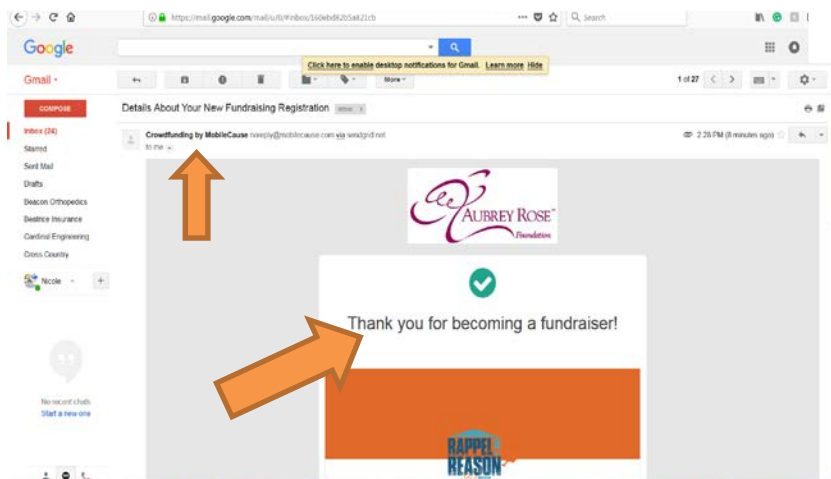 https://mail.google.com/mail/u/0/#inbox/160ebd82b5a821cb
Search
Google
Click here to enable desktop notifications for Gmail. Learn more Hide
Gmail
More
1 of 27
COMPOSE
Details About Your New Fundraising Registration
Inbox x
Inbox (24)
Crowdfunding by MobileCause noreply@mobilecause.com via sendgrid.net
2:28 PM (8 minutes ago)
to me
Starred
Sent Mail
Drafts
Beacon Orthopedics
Beatrice Insurance
Cardinal Engineering
Cross Country
Nicole
AUBREY ROSE
Foundation
Thank you for becoming a fundraiser!
No recent chats
Start a new one
RAPPEL
REASON